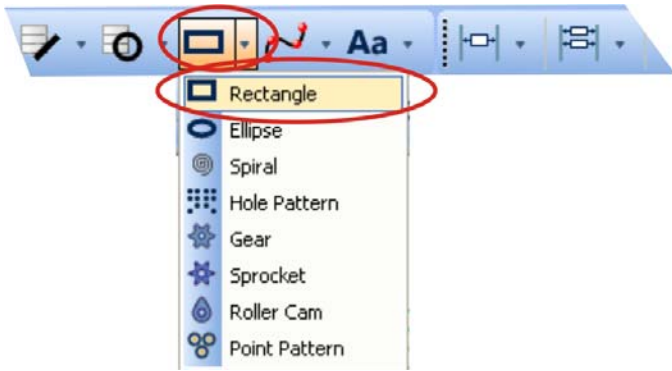 Aa
Rectangle
Ellipse
Spiral
Hole Pattern
Gear
Sprocket
Roller Cam
Point Pattern